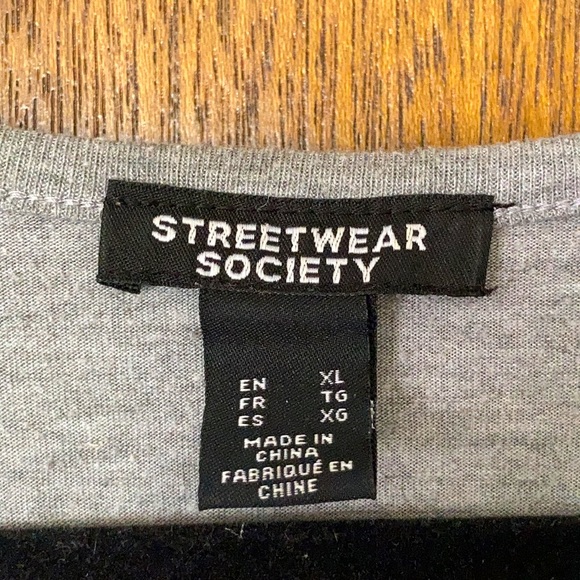 STREETWEAR
SOCIETY
EN XL
FR TG
ES XG
MADE IN
CHINA
FABRIQUÉ EN
CHINE